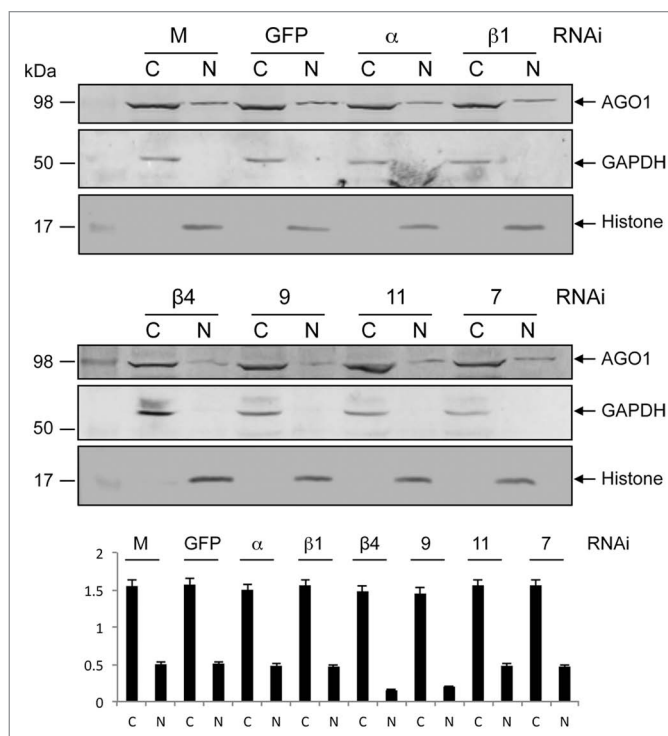 M GFP α β1 RNAi
kDa C N C N C N C N
98 AGO1
50 GAPDH
17 Histone
β4 9 11 7 RNAi
C N C N C N C N
98 AGO1
GAPDH
50
17 Histone
M GFP α β1 β4 9 11 7 RNAi
2
1.5
1
0.5
0
C N C N C N C N C N C N C N C N